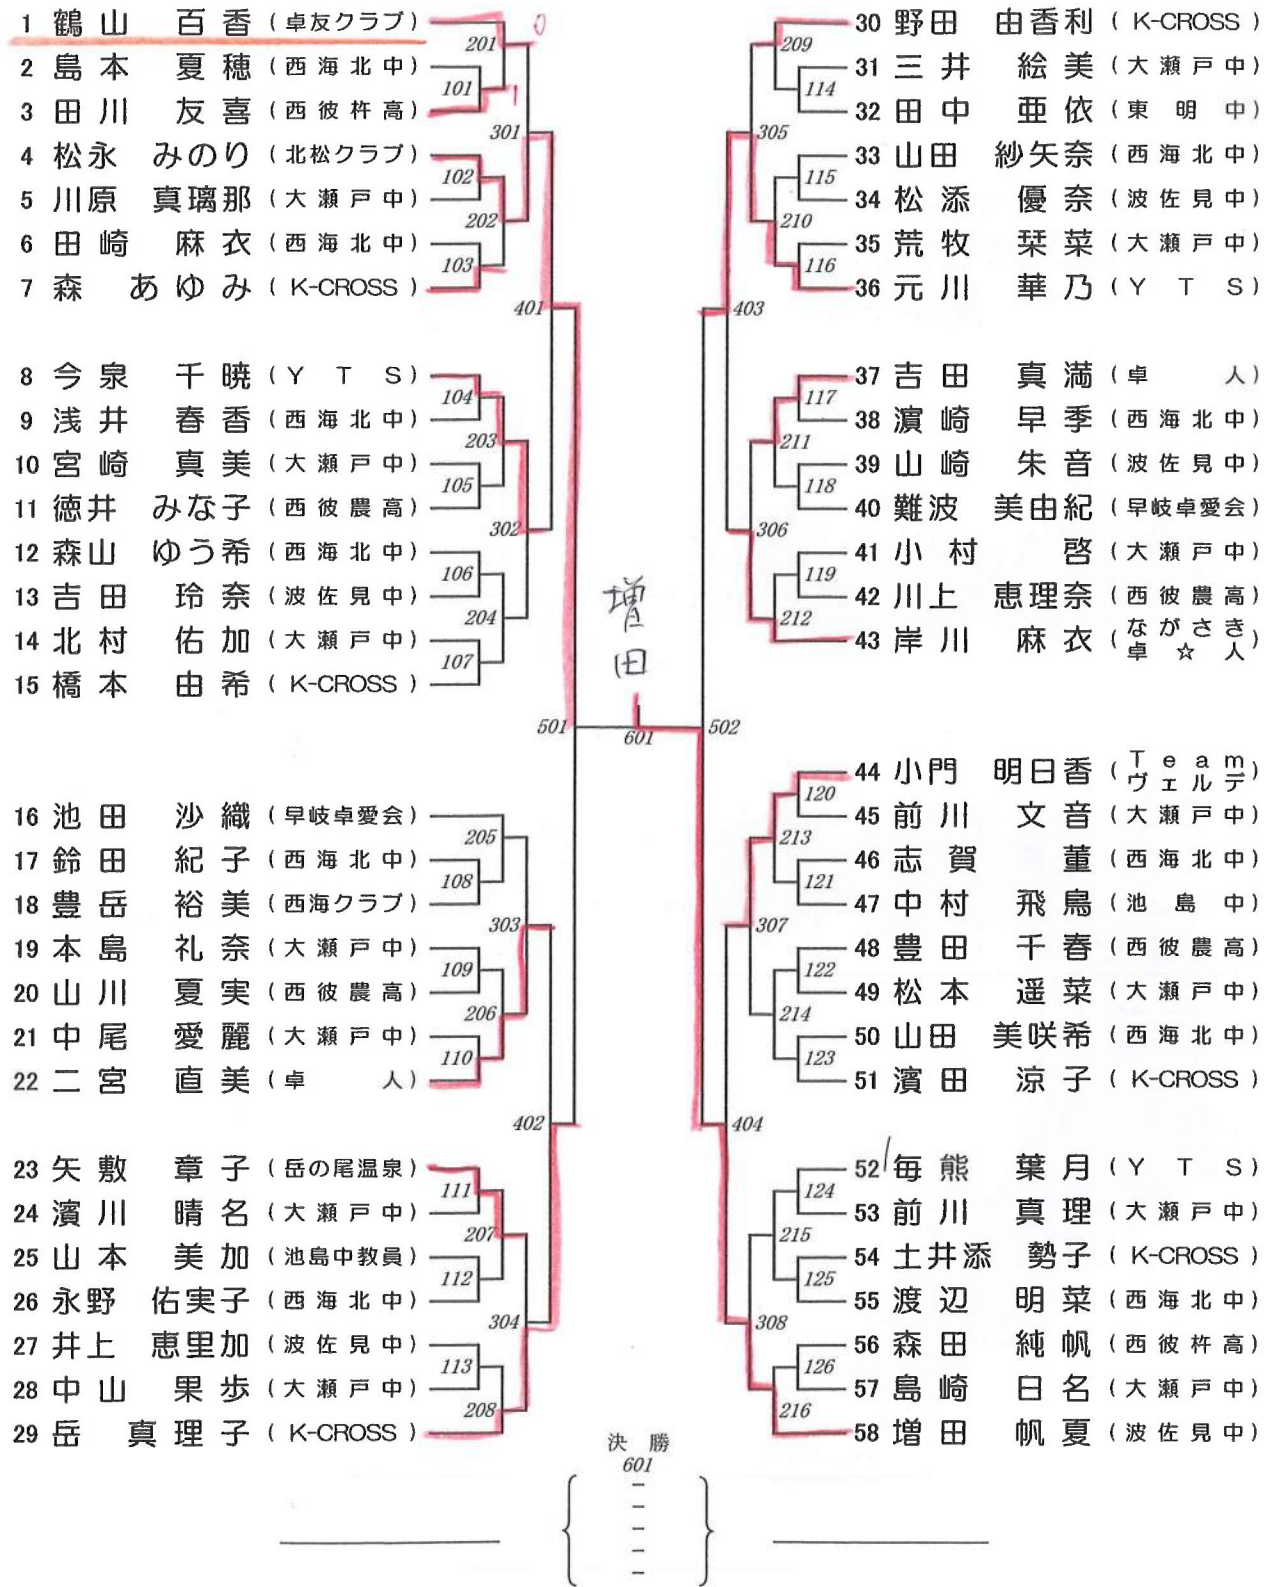 1 鶴山 百香 (卓友クラブ)
2 島本 夏穂 (西海北中)
3 田川 友喜 (西彼杵高)
4 松永 みのり (北松クラブ)
5 川原 真璃那 (大瀬戸中)
6 田崎 麻衣 (西海北中)
7 森 あゆみ (K-CROSS)
8 今泉 千暁 (YTS)
9 浅井 春香 (西海北中)
10 宮崎 真美 (大瀬戸中)
11 徳井 みな子 (西彼農高)
12 森山 ゆう希 (西海北中)
13 吉田 玲奈 (波佐見中)
14 北村 佑加 (大瀬戸中)
15 橋本 由希 (K-CROSS)
16 池田 沙織 (早岐卓愛会)
17 鈴田 紀子 (西海北中)
18 豊岳 裕美 (西海クラブ)
19 本島 礼奈 (大瀬戸中)
20 山川 夏実 (西彼農高)
21 中尾 愛麗 (大瀬戸中)
22 二宮 直美 (卓人)
23 矢敷 章子 (岳の尾温泉)
24 濱川 晴名 (大瀬戸中)
25 山本 美加 (池島中教員)
26 永野 佑実子 (西海北中)
27 井上 恵里加 (波佐見中)
28 中山 果歩 (大瀬戸中)
29 岳 真理子 (K-CROSS)
201
0
101
1
301
102
202
103
401
104
203
105
302
106
204
107
501
205
108
303
109
206
110
402
111
207
112
304
113
208
増田
601
209
114
305
115
210
116
403
117
211
118
306
119
212
502
120
213
121
307
122
214
123
404
124
215
125
308
126
216
30 野田 由香利 (K-CROSS)
31 三井 絵美 (大瀬戸中)
32 田中 亜依 (東明中)
33 山田 紗矢奈 (西海北中)
34 松添 優奈 (波佐見中)
35 荒牧 栞菜 (大瀬戸中)
36 元川 華乃 (YTS)
37 吉田 真満 (卓人)
38 濵崎 早季 (西海北中)
39 山崎 朱音 (波佐見中)
40 難波 美由紀 (早岐卓愛会)
41 小村 啓 (大瀬戸中)
42 川上 恵理奈 (西彼農高)
43 岸川 麻衣 (ながさき卓☆人)
44 小門 明日香 (Teamヴェルデ)
45 前川 文音 (大瀬戸中)
46 志賀 菫 (西海北中)
47 中村 飛鳥 (池島中)
48 豊田 千春 (西彼農高)
49 松本 遥菜 (大瀬戸中)
50 山田 美咲希 (西海北中)
51 濱田 涼子 (K-CROSS)
52 毎熊 葉月 (YTS)
53 前川 真理 (大瀬戸中)
54 土井添 勢子 (K-CROSS)
55 渡辺 明菜 (西海北中)
56 森田 純帆 (西彼杵高)
57 島崎 日名 (大瀬戸中)
58 増田 帆夏 (波佐見中)
決勝
601
－
－
－
－
－